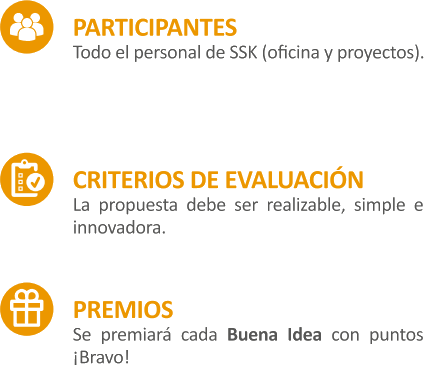 PARTICIPANTES
Todo el personal de SSK (oficina y proyectos).
CRITERIOS DE EVALUACIÓN
La propuesta debe ser realizable, simple e
innovadora.
PREMIOS
Se premiará cada Buena Idea con puntos
¡Bravo!